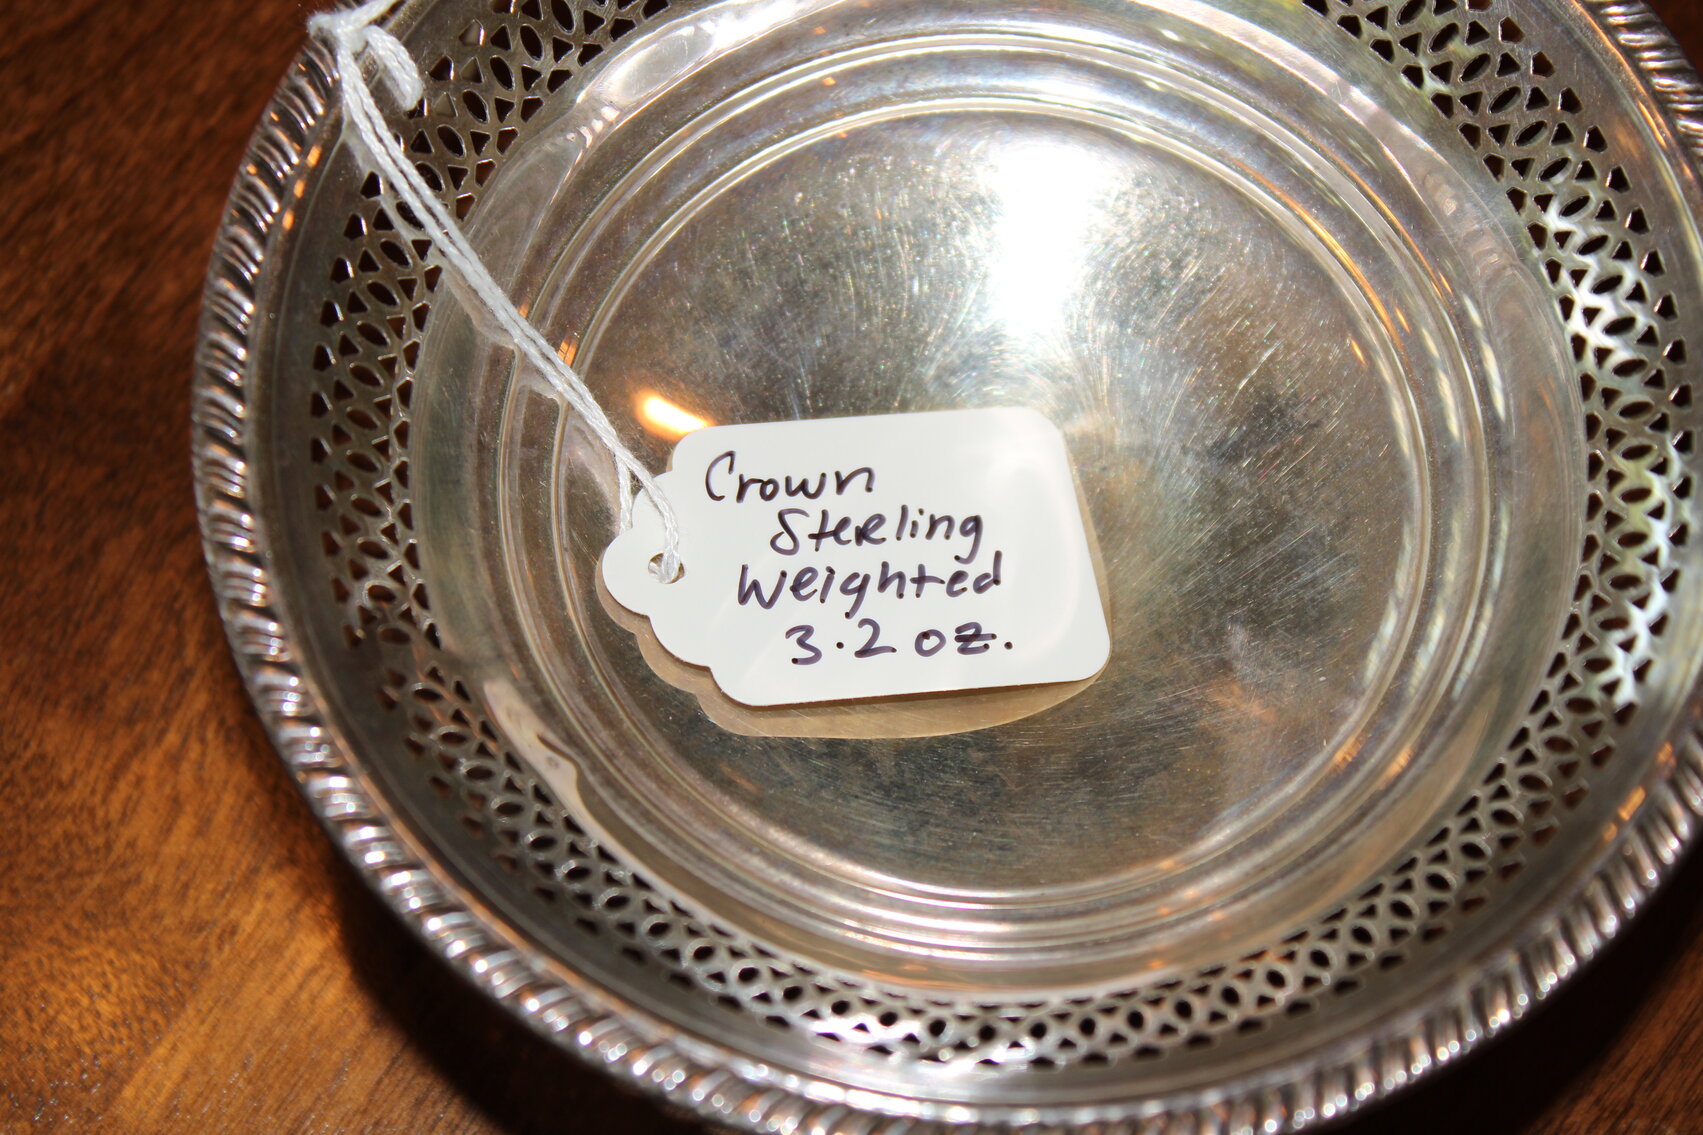 Crown
Sterling
Weighted
3.2 oz.